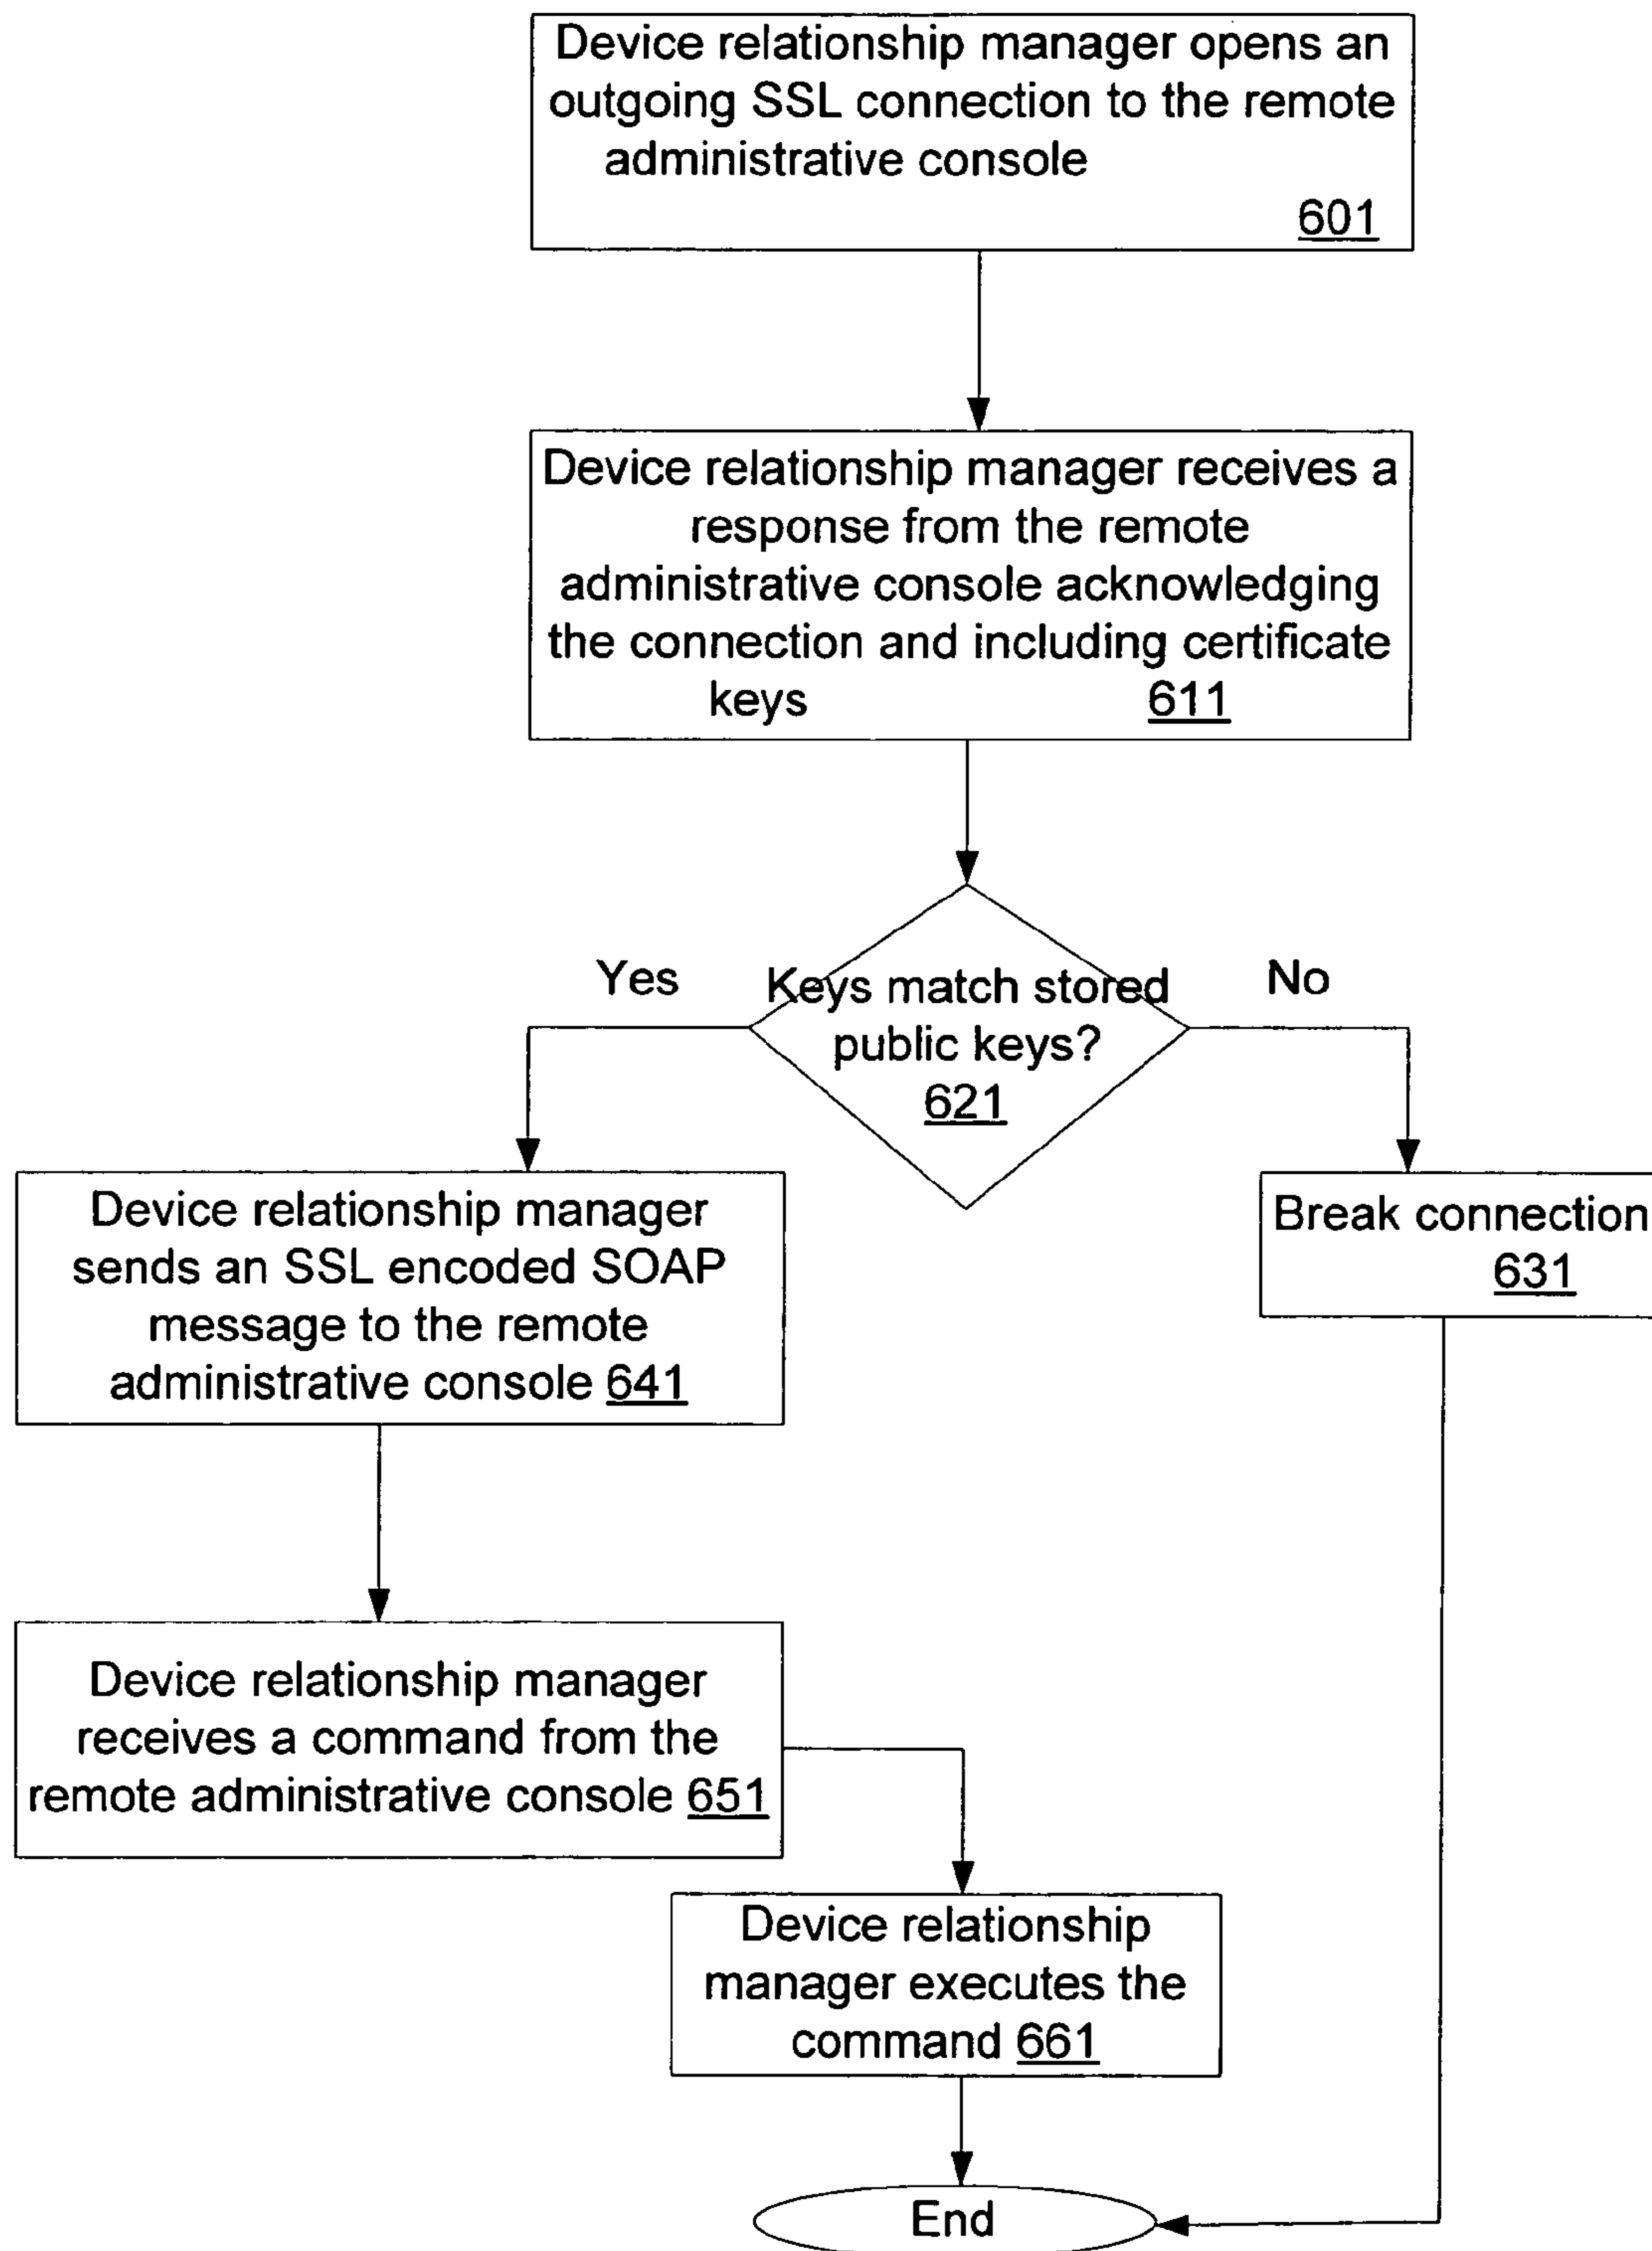 Device relationship manager opens an
outgoing SSL connection to the remote
administrative console
601
Device relationship manager receives a
response from the remote
administrative console acknowledging
the connection and including certificate
keys 611
Yes
Keys match stored
public keys?
621
No
Device relationship manager
sends an SSL encoded SOAP
message to the remote
administrative console 641
Break connection
631
Device relationship manager
receives a command from the
remote administrative console 651
Device relationship
manager executes the
command 661
End